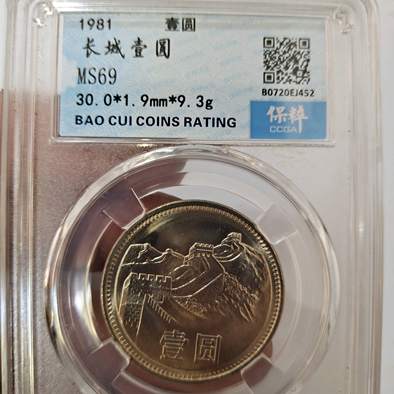 1981 壹圆
长城壹圆
MS69
30.0*1.9mm*9.3g
BAO CUI COINS RATING
B0720EJ452
保粹
CCGA
壹圆